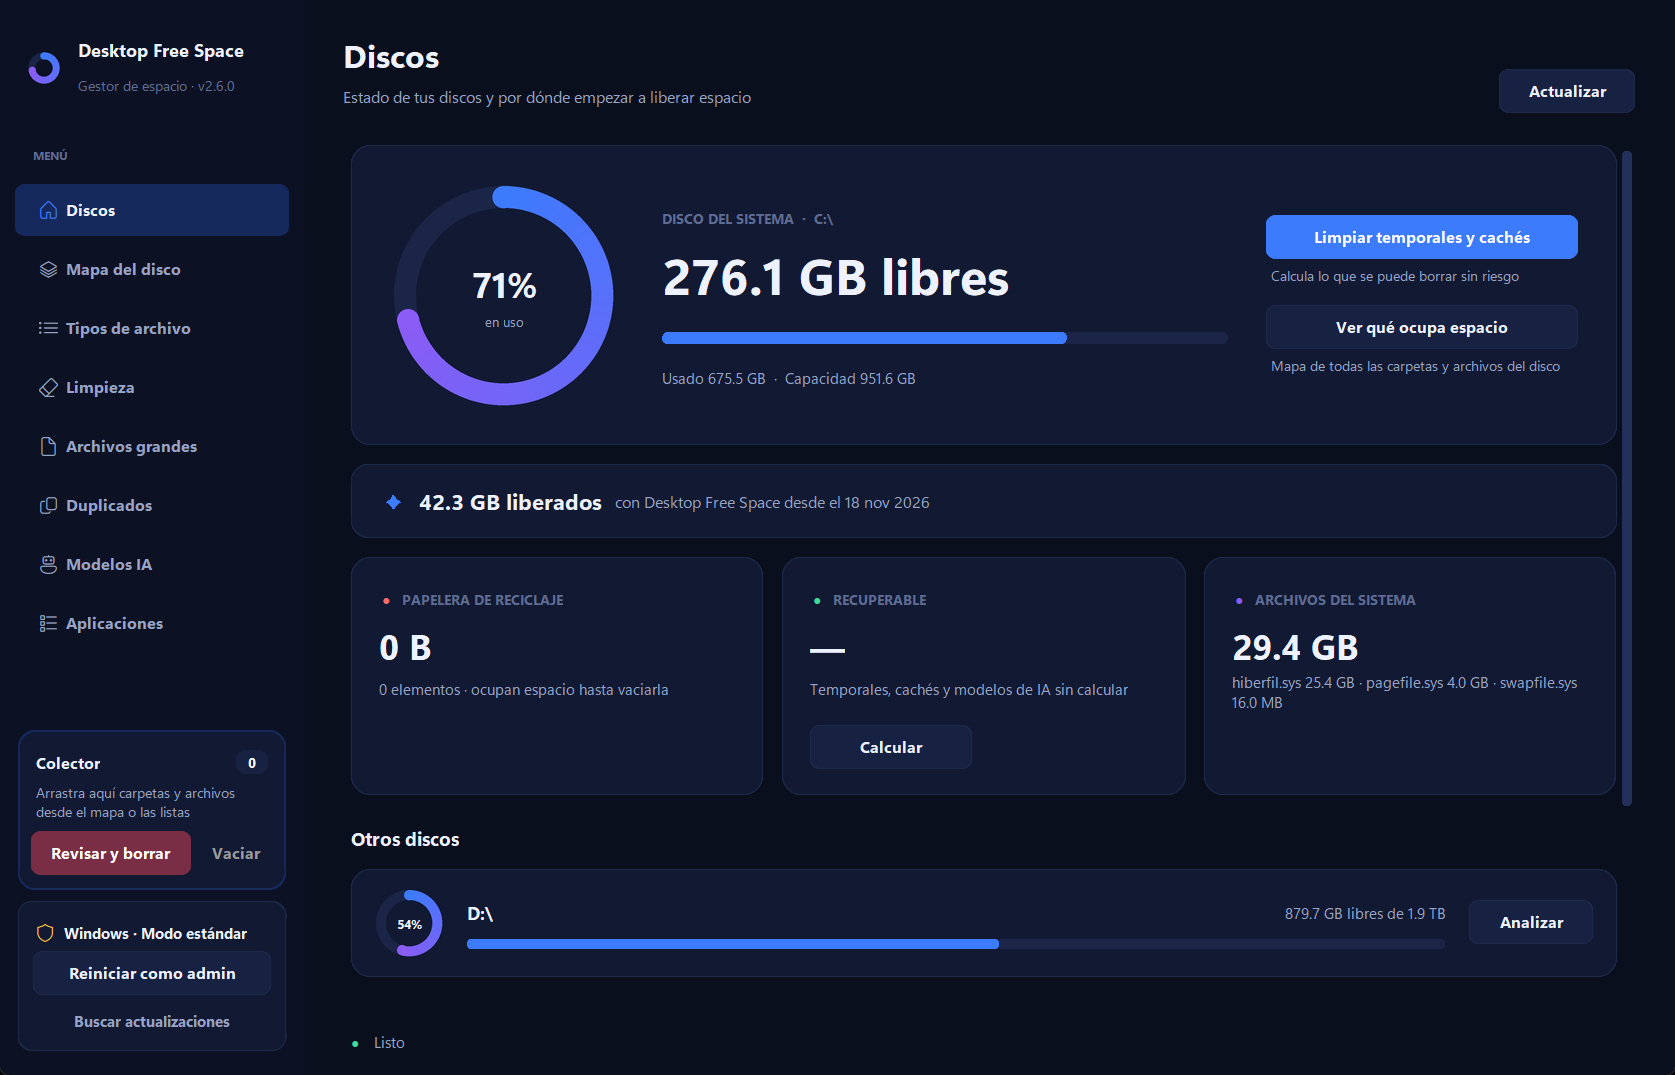 Desktop Free Space
Gestor de espacio · v2.6.0
MENÚ
Discos
Mapa del disco
Tipos de archivo
Limpieza
Archivos grandes
Duplicados
Modelos IA
Aplicaciones
Colector
0
Arrastra aquí carpetas y archivos
desde el mapa o las listas
Revisar y borrar
Vaciar
Windows · Modo estándar
Reiniciar como admin
Buscar actualizaciones
Discos
Estado de tus discos y por dónde empezar a liberar espacio
Actualizar
71%
en uso
DISCO DEL SISTEMA · C:\
276.1 GB libres
Usado 675.5 GB · Capacidad 951.6 GB
Limpiar temporales y cachés
Calcula lo que se puede borrar sin riesgo
Ver qué ocupa espacio
Mapa de todas las carpetas y archivos del disco
42.3 GB liberados con Desktop Free Space desde el 18 nov 2026
PAPELERA DE RECICLAJE
0 B
0 elementos · ocupan espacio hasta vaciarla
RECUPERABLE
—
Temporales, cachés y modelos de IA sin calcular
Calcular
ARCHIVOS DEL SISTEMA
29.4 GB
hiberfil.sys 25.4 GB · pagefile.sys 4.0 GB · swapfile.sys
16.0 MB
Otros discos
54%
D:\
879.7 GB libres de 1.9 TB
Analizar
Listo